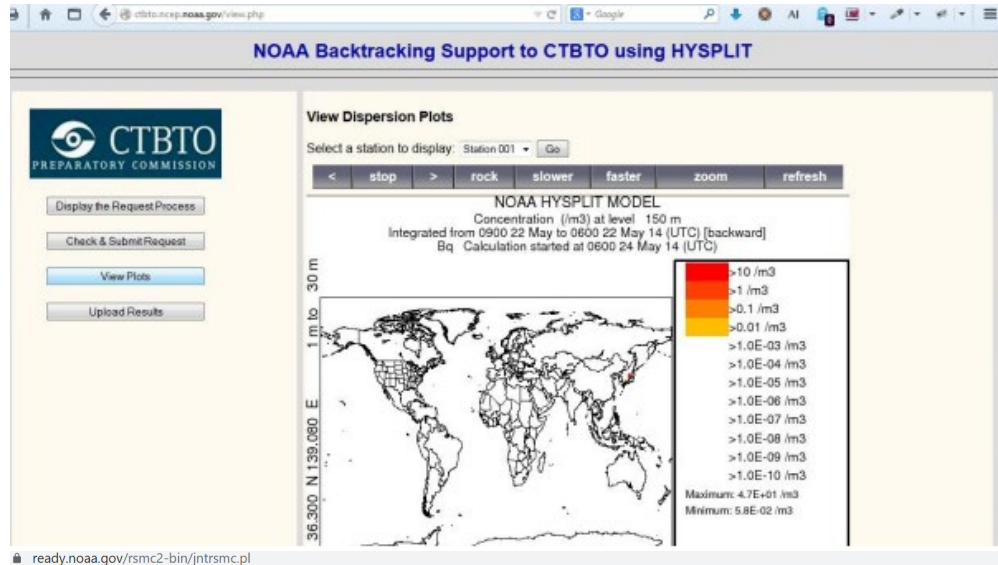 ctbto.ncep.noaa.gov/view.php
Google
NOAA Backtracking Support to CTBTO using HYSPLIT
CTBTO
PREPARATORY COMMISSION
Display the Request Process
Check & Submit Request
View Plots
Upload Results
View Dispersion Plots
Select a station to display: Station 001 Go
< stop > rock slower faster zoom refresh
NOAA HYSPLIT MODEL
Concentration (/m3) at level 150 m
Integrated from 0900 22 May to 0600 22 May 14 (UTC) [backward]
Bq Calculation started at 0600 24 May 14 (UTC)
36.300 N 139.080 E 1 m to 30 m
>10 /m3
>1 /m3
>0.1 /m3
>0.01 /m3
>1.0E-03 /m3
>1.0E-04 /m3
>1.0E-05 /m3
>1.0E-06 /m3
>1.0E-07 /m3
>1.0E-08 /m3
>1.0E-09 /m3
>1.0E-10 /m3
Maximum: 4.7E+01 /m3
Minimum: 5.8E-02 /m3
ready.noaa.gov/rsmc2-bin/jntrsmc.pl